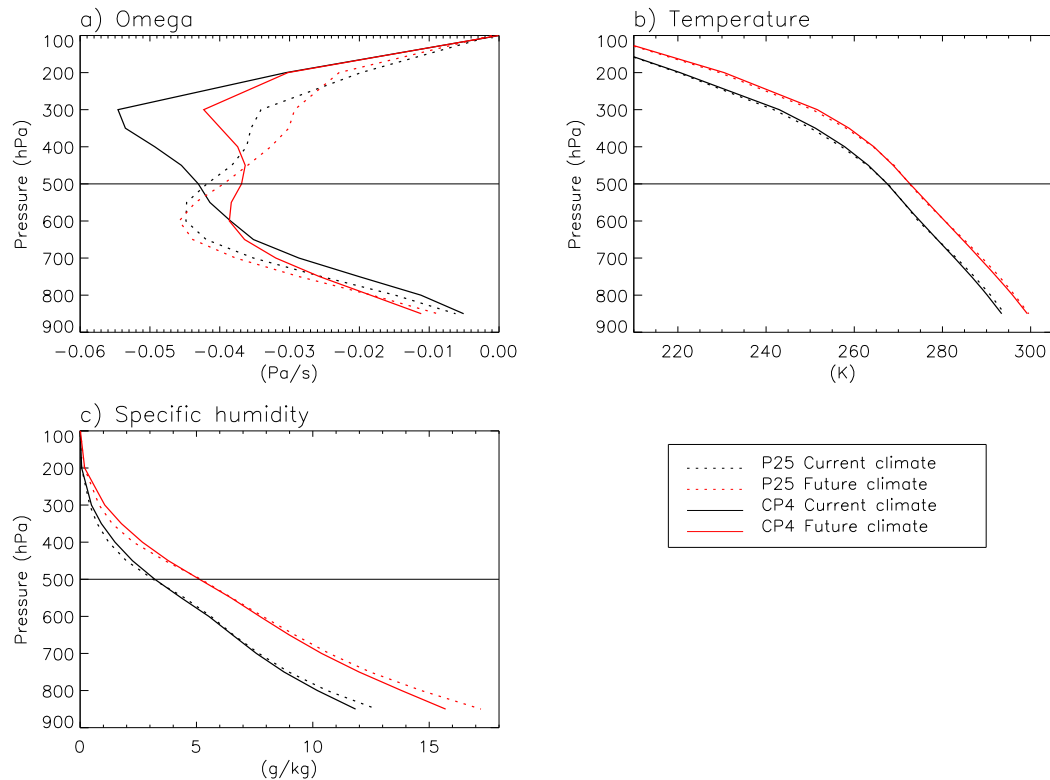 a) Omega
100
200
300
400
500
600
700
800
900
Pressure (hPa)
−0.06 −0.05 −0.04 −0.03 −0.02 −0.01 0.00
(Pa/s)
b) Temperature
100
200
300
400
500
600
700
800
900
Pressure (hPa)
220 240 260 280 300
(K)
c) Specific humidity
100
200
300
400
500
600
700
800
900
Pressure (hPa)
0 5 10 15
(g/kg)
P25 Current climate
P25 Future climate
CP4 Current climate
CP4 Future climate